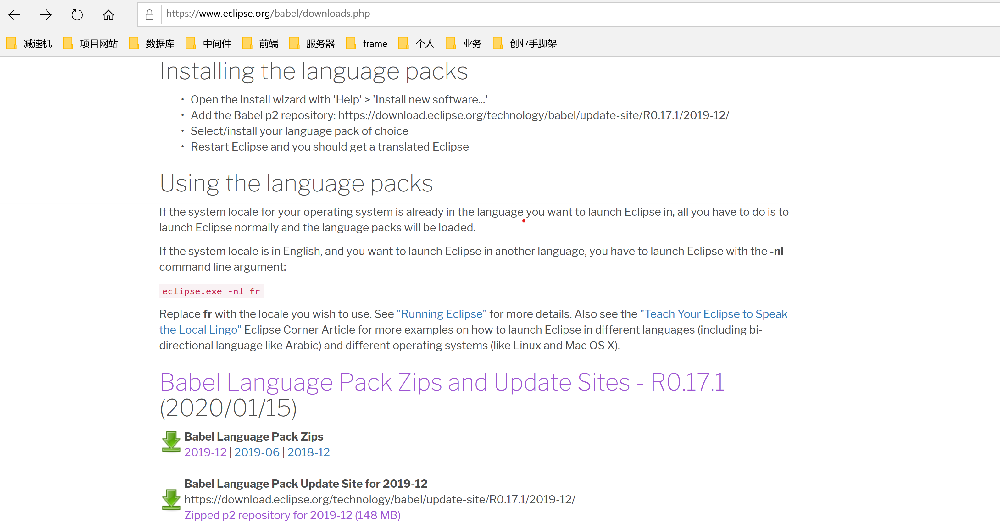 https://www.eclipse.org/babel/downloads.php
减速机 项目网站 数据库 中间件 前端 服务器 frame 个人 业务 创业手脚架
Installing the language packs
• Open the install wizard with 'Help' > 'Install new software...'
• Add the Babel p2 repository: https://download.eclipse.org/technology/babel/update-site/R0.17.1/2019-12/
• Select/install your language pack of choice
• Restart Eclipse and you should get a translated Eclipse
Using the language packs
If the system locale for your operating system is already in the language you want to launch Eclipse in, all you have to do is to
launch Eclipse normally and the language packs will be loaded.
If the system locale is in English, and you want to launch Eclipse in another language, you have to launch Eclipse with the -nl
command line argument:
eclipse.exe -nl fr
Replace fr with the locale you wish to use. See "Running Eclipse" for more details. Also see the "Teach Your Eclipse to Speak
the Local Lingo" Eclipse Corner Article for more examples on how to launch Eclipse in different languages (including bi-
directional language like Arabic) and different operating systems (like Linux and Mac OS X).
Babel Language Pack Zips and Update Sites - R0.17.1
(2020/01/15)
Babel Language Pack Zips
2019-12 | 2019-06 | 2018-12
Babel Language Pack Update Site for 2019-12
https://download.eclipse.org/technology/babel/update-site/R0.17.1/2019-12/
Zipped p2 repository for 2019-12 (148 MB)